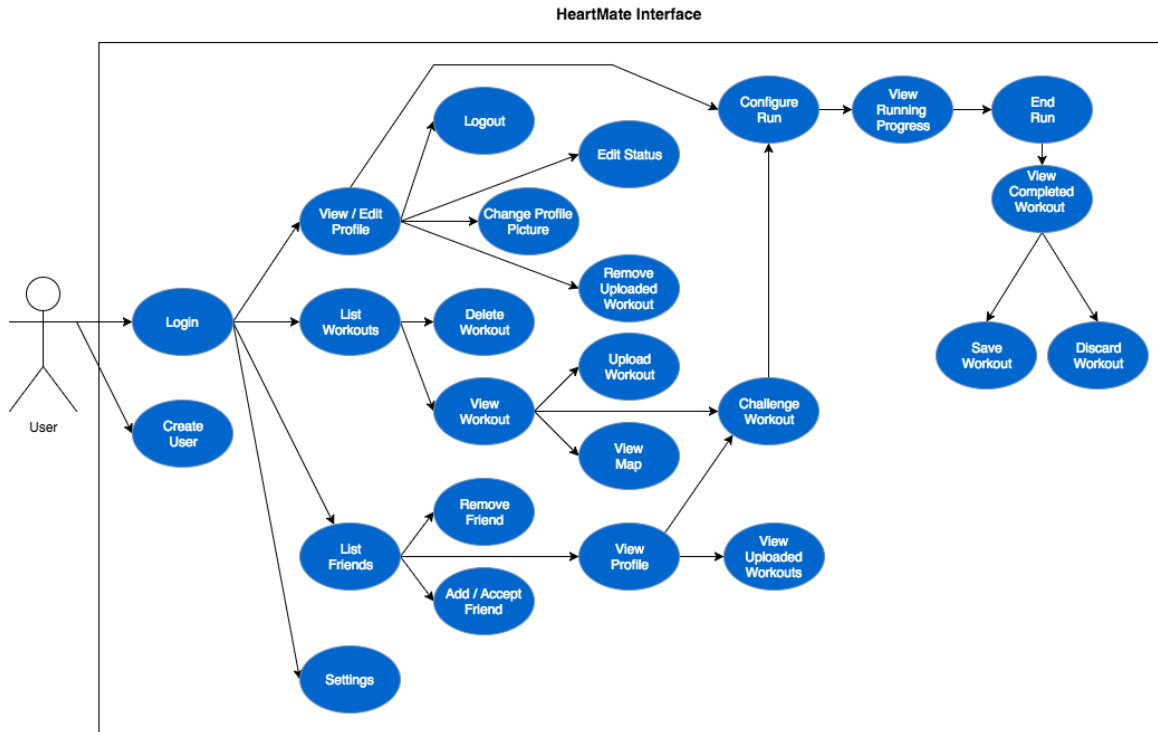 HeartMate Interface
Configure
Run
View
Running
Progress
End
Run
Logout
Edit Status
View
Completed
Workout
View / Edit
Profile
Change Profile
Picture
Remove
Uploaded
Workout
Login
List
Workouts
Delete
Workout
Upload
Workout
Save
Workout
Discard
Workout
User
Create
User
View
Workout
Challenge
Workout
View
Map
Remove
Friend
List
Friends
View
Profile
View
Uploaded
Workouts
Add / Accept
Friend
Settings